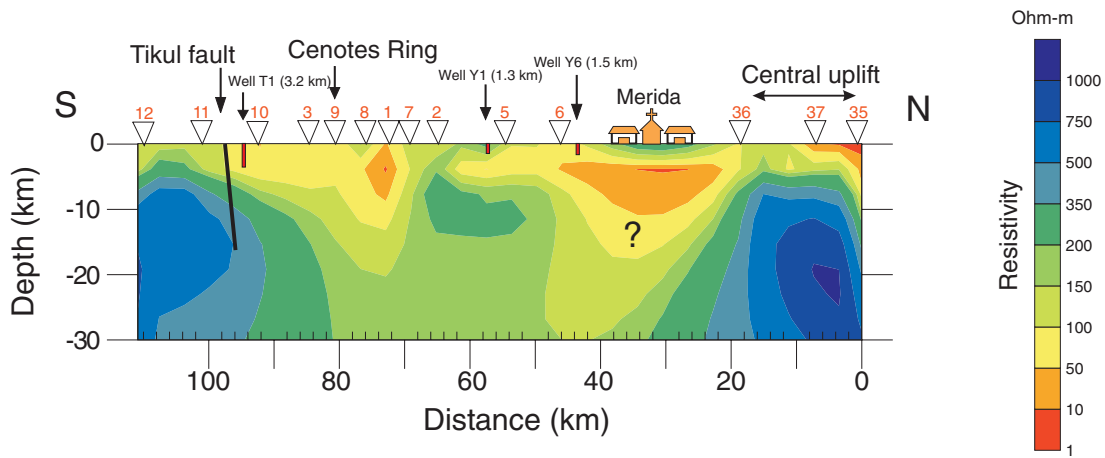 Ohm-m
Tikul fault
Cenotes Ring
Well T1 (3.2 km)
Well Y1 (1.3 km)
Well Y6 (1.5 km)
Central uplift
Merida
S
N
12 11 10 3 9 8 1 7 2 5 6 36 37 35
0
-10
-20
-30
Depth (km)
?
100 80 60 40 20 0
Distance (km)
Resistivity
1000
750
500
350
200
150
100
50
10
1